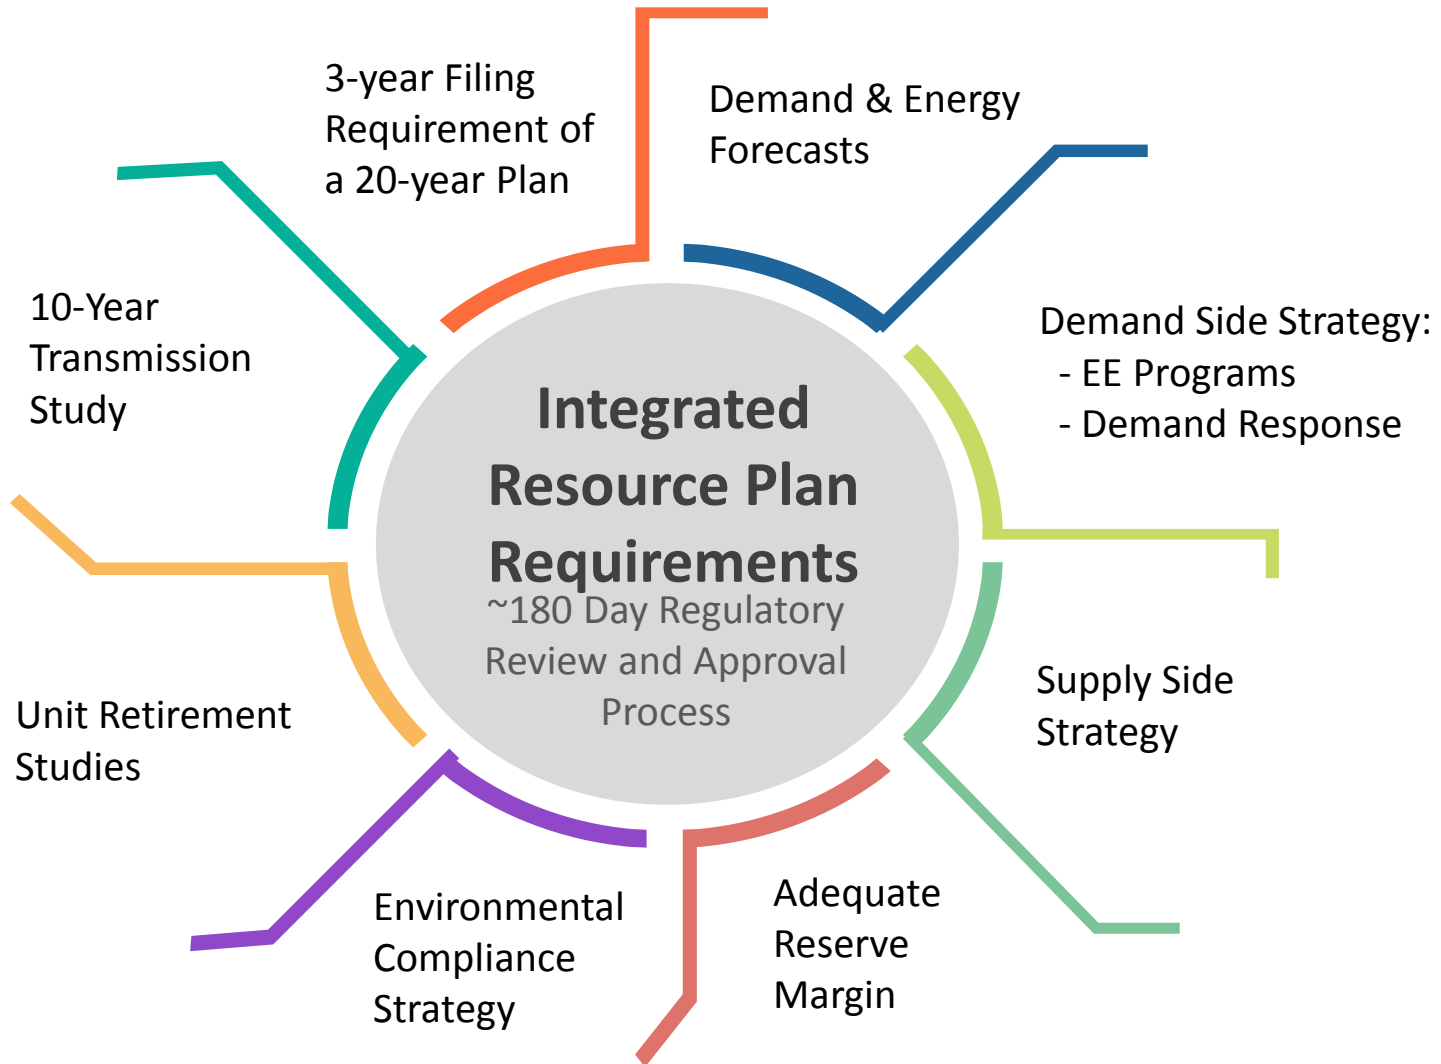 3-year Filing
Requirement of
a 20-year Plan
Demand & Energy
Forecasts
Demand Side Strategy:
- EE Programs
- Demand Response
Supply Side
Strategy
Adequate
Reserve
Margin
Environmental
Compliance
Strategy
Unit Retirement
Studies
10-Year
Transmission
Study
Integrated
Resource Plan
Requirements
~180 Day Regulatory
Review and Approval
Process